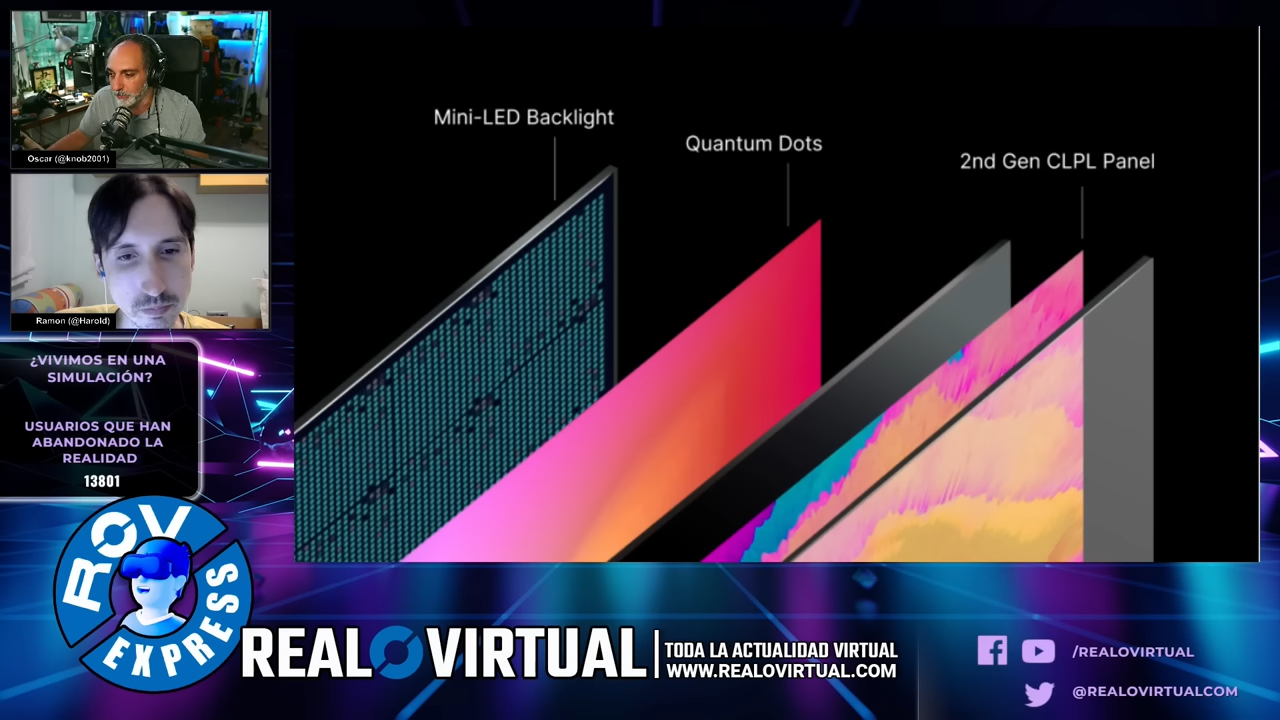 Mini-LED Backlight
Quantum Dots
2nd Gen CLPL Panel
Oscar (@knob2001)
Ramon (@Harold)
¿VIVIMOS EN UNA
SIMULACIÓN?
USUARIOS QUE HAN
ABANDONADO LA
REALIDAD
13801
ROV
EXPRESS
REAL O VIRTUAL
TODA LA ACTUALIDAD VIRTUAL
WWW.REALOVIRTUAL.COM
/REALOVIRTUAL
@REALOVIRTUALCOM